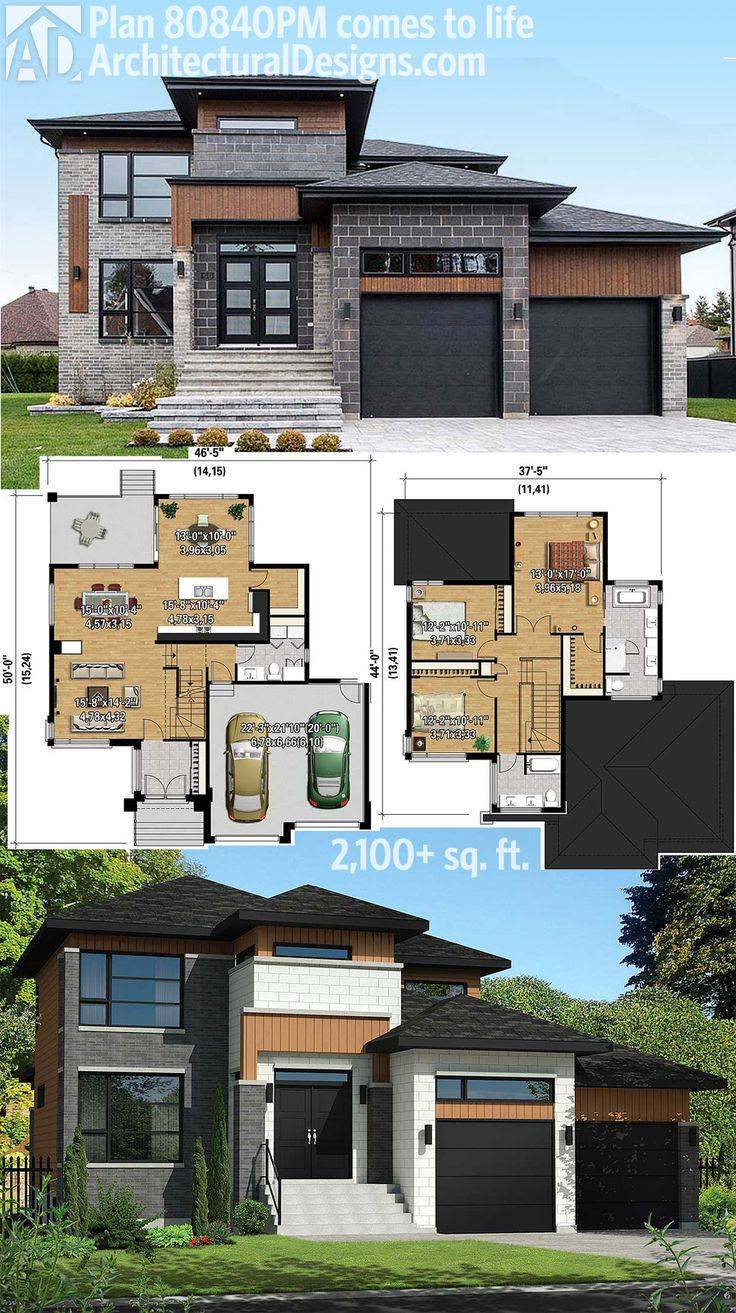 AD
Plan 80840PM comes to life
ArchitecturalDesigns.com
46'-5"
(14,15)
37'-5"
(11,41)
13'-0"x10'-0"
3,96x3,05
13'-0"x17'-0"
3,96x5,18
15'-0"x10'-4"
4,57x3,15
15'-8"x10'-4"
4,78x3,15
12'-2"x10'-11"
3,71x3,33
50'-0"
(15,24)
44'-0"
(13,41)
15'-8"x14'-2"
4,78x4,32
22'-3"x21'10"(20'-0")
6,78x6,66(6,10)
12'-2"x10'-11"
3,71x3,33
2,100+ sq. ft.